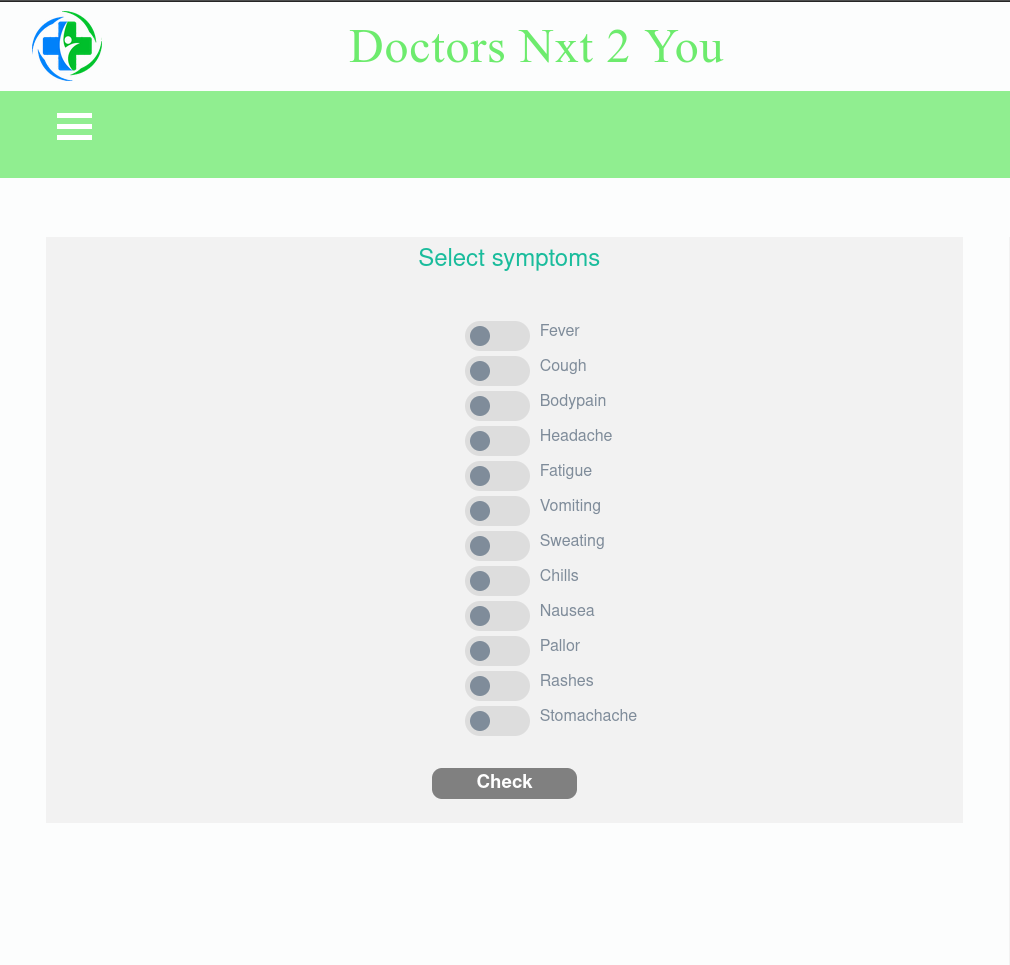 Doctors Nxt 2 You
Select symptoms
Fever
Cough
Bodypain
Headache
Fatigue
Vomiting
Sweating
Chills
Nausea
Pallor
Rashes
Stomachache
Check